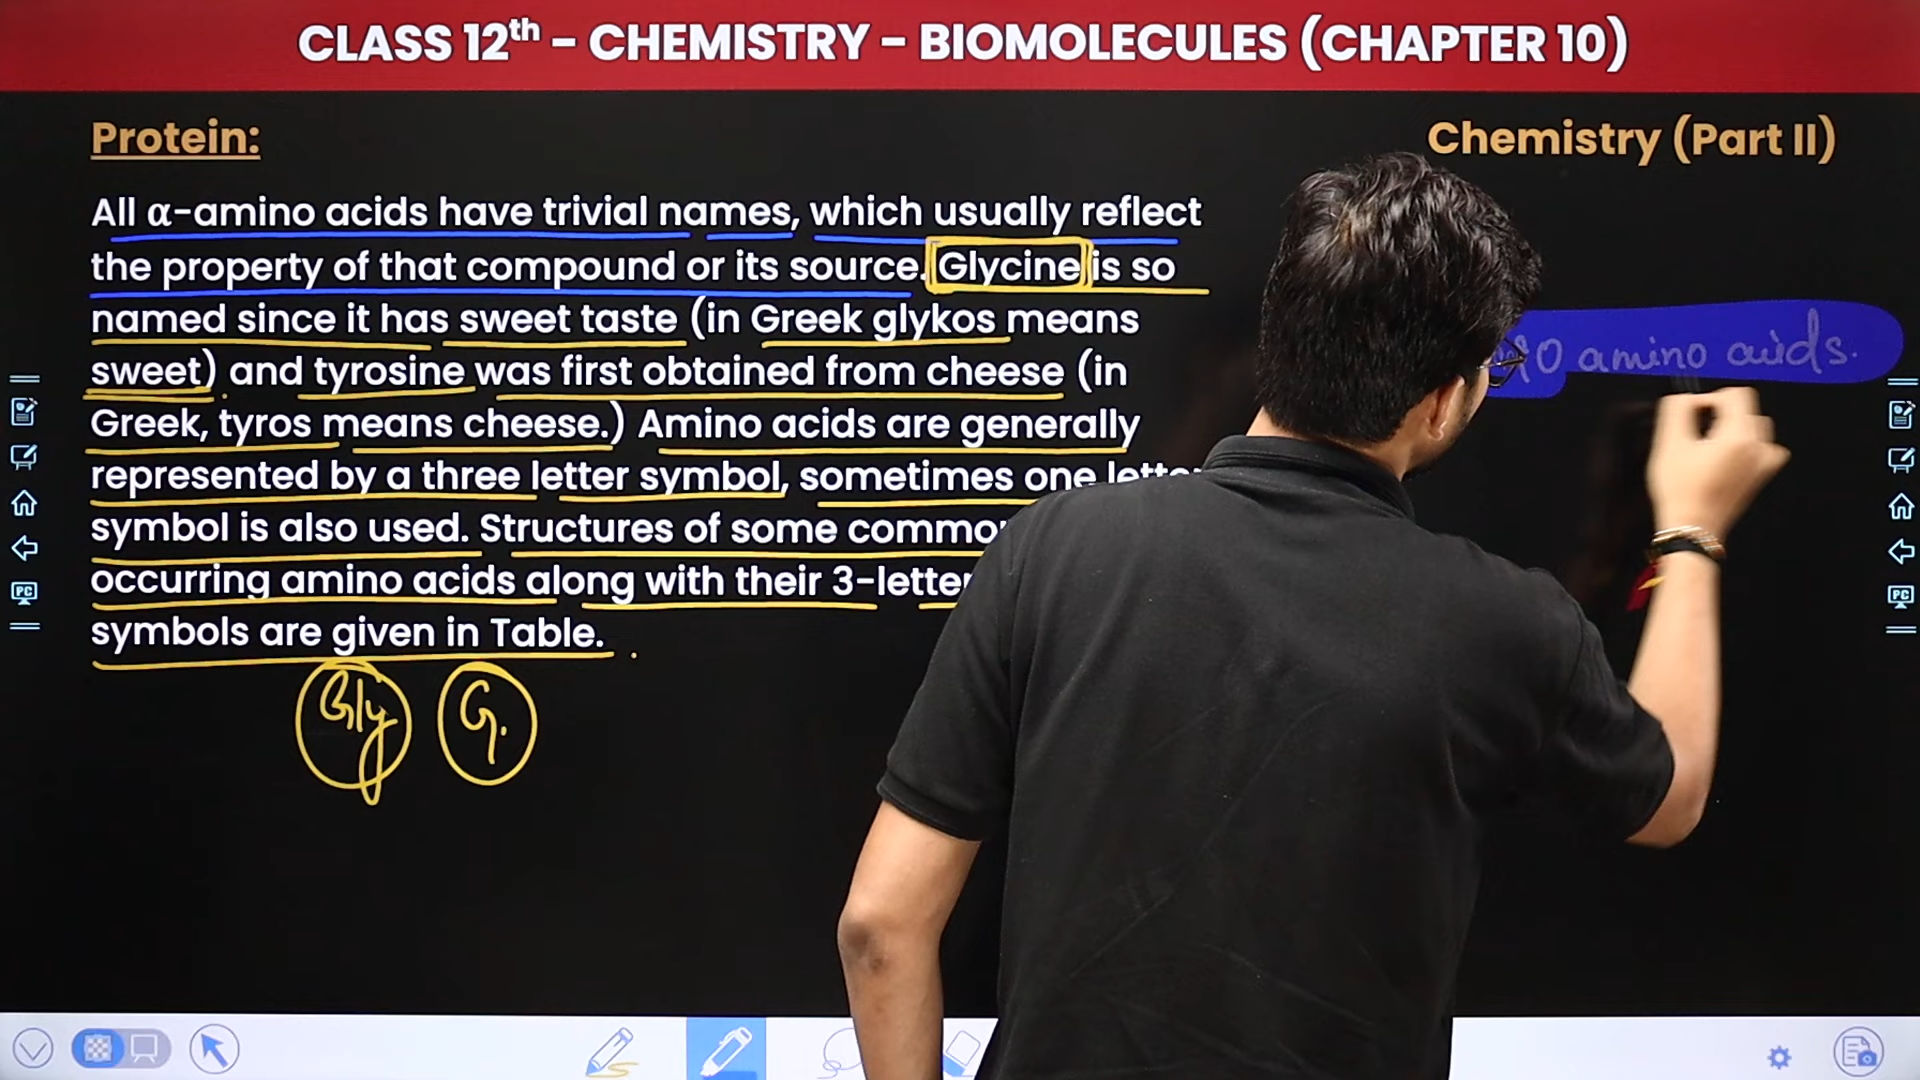 CLASS 12th - CHEMISTRY - BIOMOLECULES (CHAPTER 10)
Protein:
Chemistry (Part II)
All α-amino acids have trivial names, which usually reflect
the property of that compound or its source. Glycine is so
named since it has sweet taste (in Greek glykos means
sweet) and tyrosine was first obtained from cheese (in
Greek, tyros means cheese.) Amino acids are generally
represented by a three letter symbol, sometimes one
symbol is also used. Structures of some
occurring amino acids along with their 3-letter
symbols are given in Table.
amino acids.
Gly G.
PC
PC